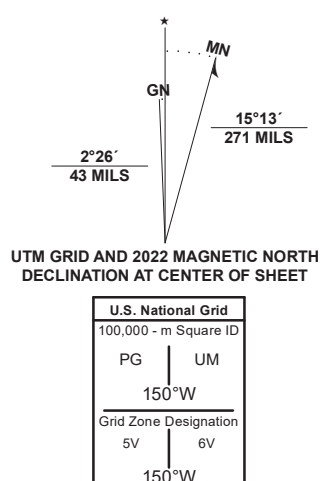 ★
MN
GN
15°13´
271 MILS
2°26´
43 MILS
UTM GRID AND 2022 MAGNETIC NORTH
DECLINATION AT CENTER OF SHEET
U.S. National Grid
100,000 - m Square ID
PG UM
150°W
Grid Zone Designation
5V 6V
150°W